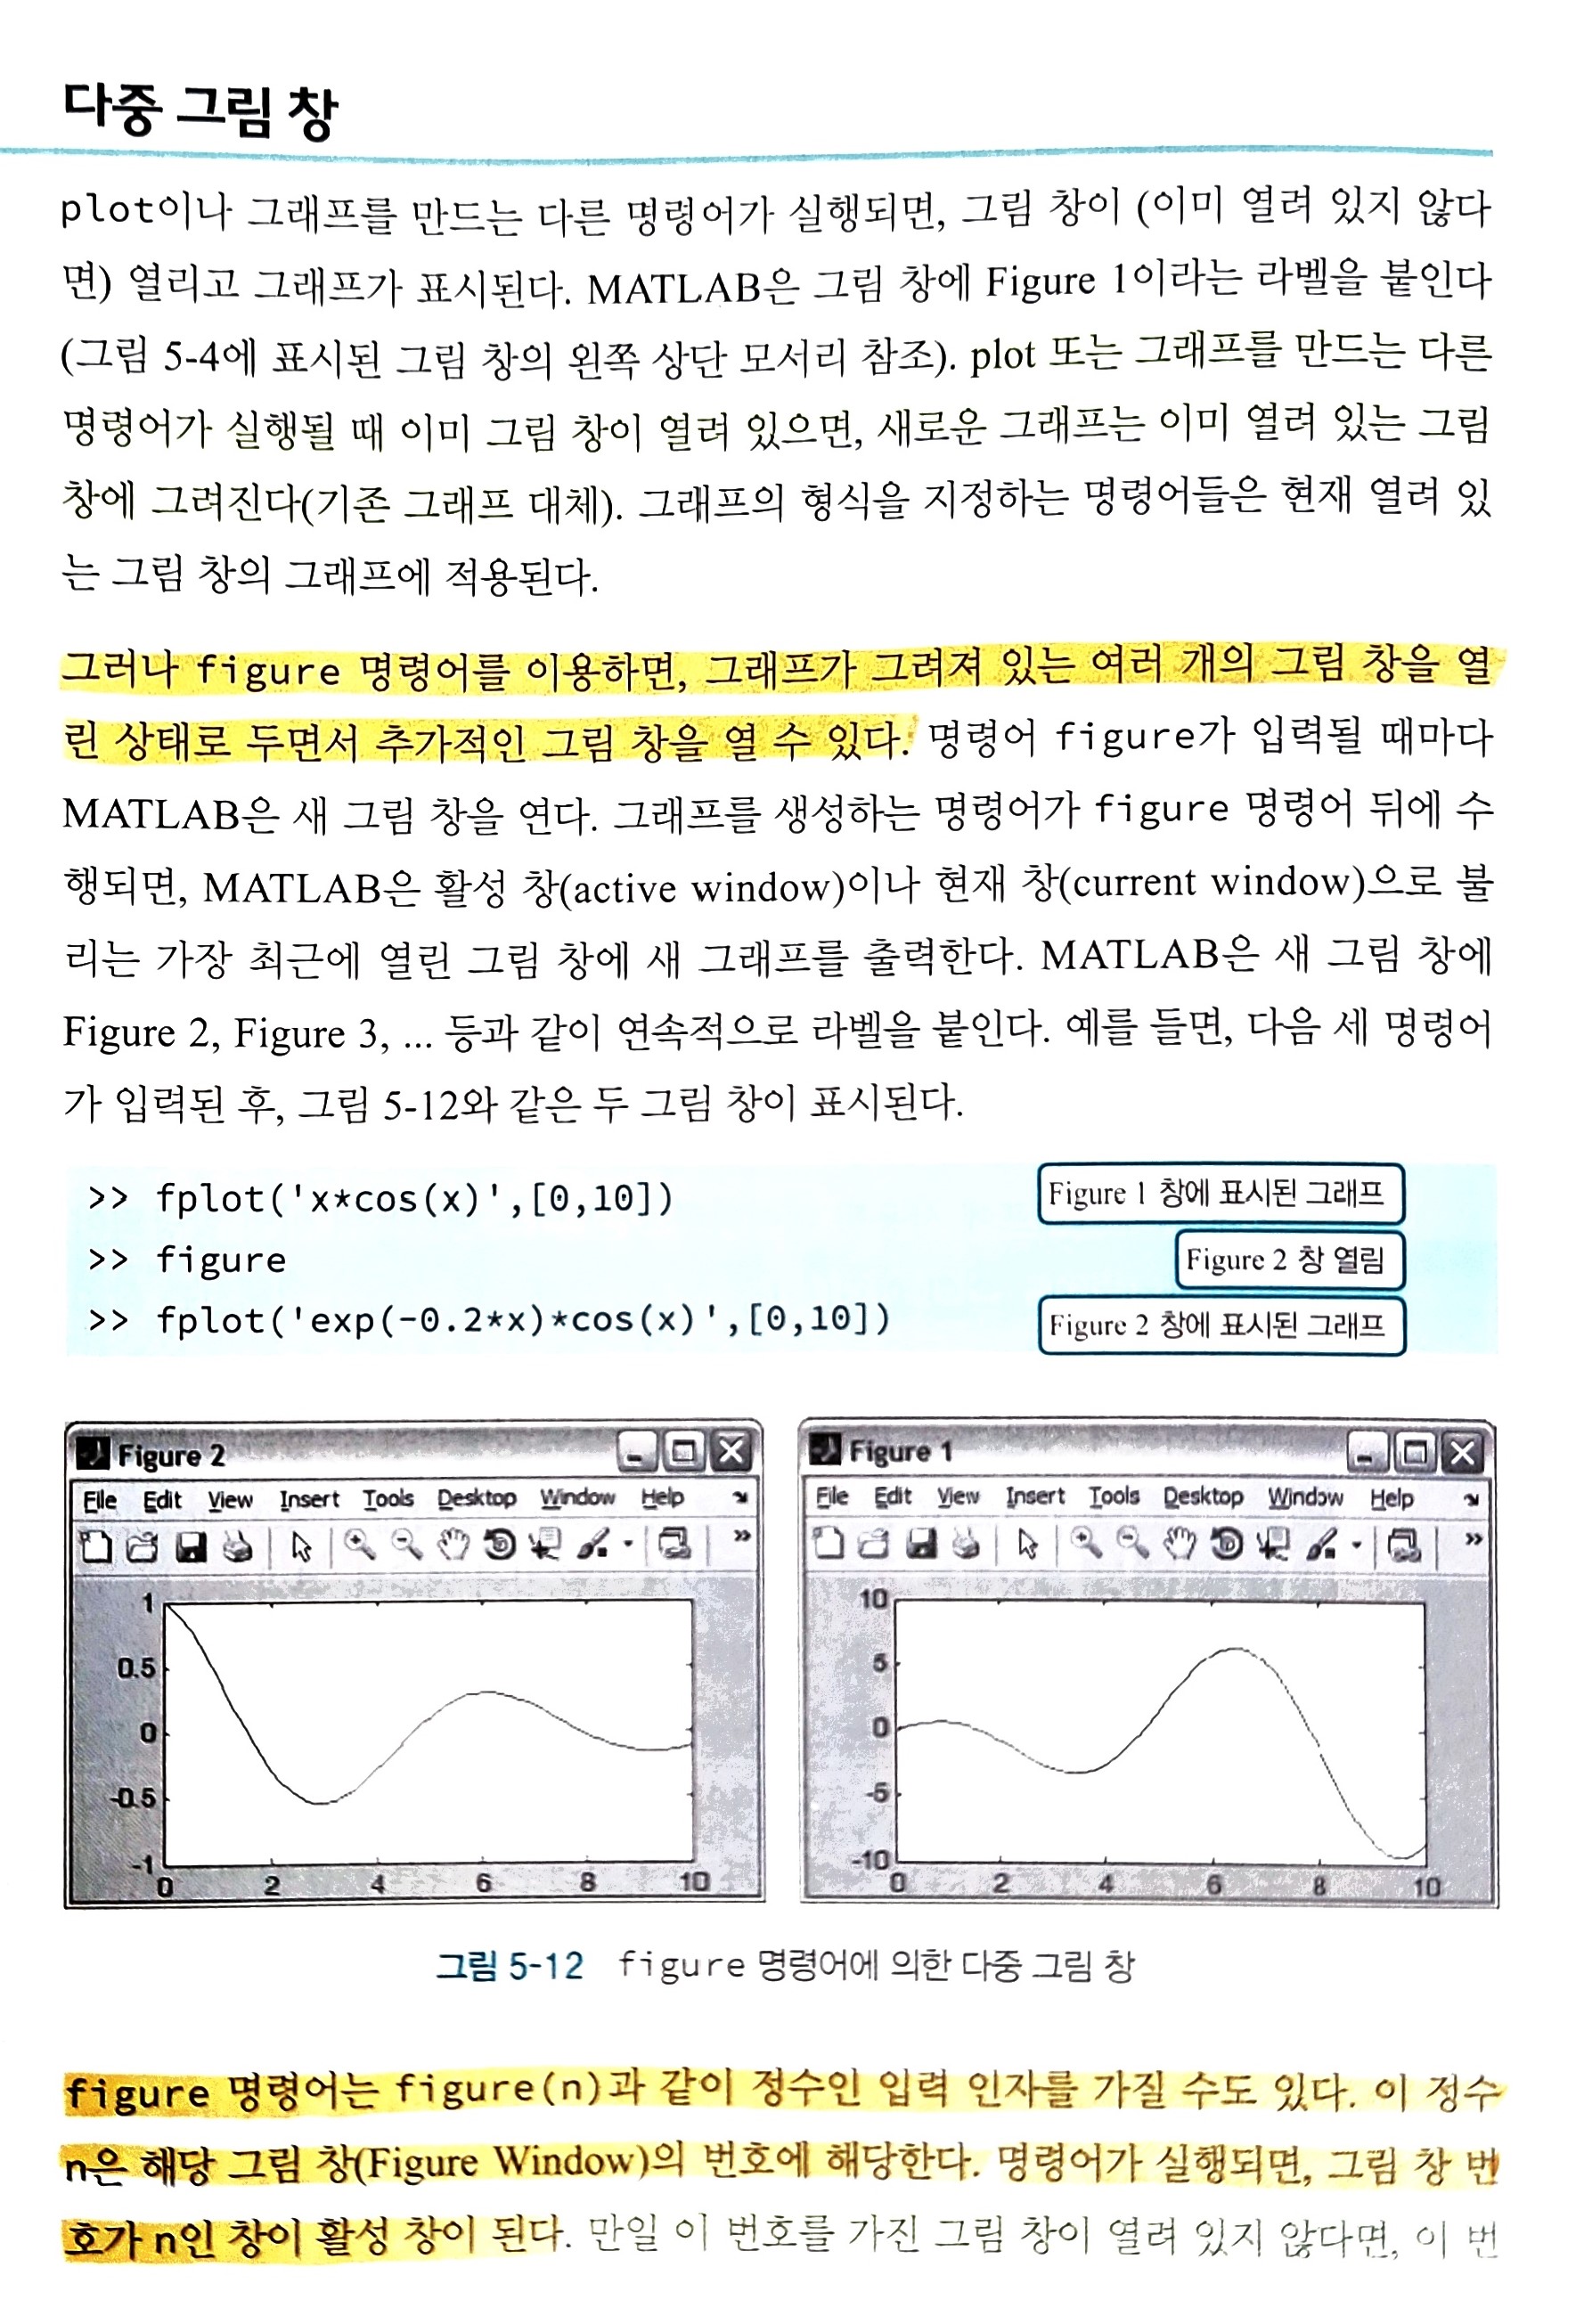 다중 그림 창
plot이나 그래프를 만드는 다른 명령어가 실행되면, 그림 창이 (이미 열려 있지 않다
면) 열리고 그래프가 표시된다. MATLAB은 그림 창에 Figure 1이라는 라벨을 붙인다
(그림 5-4에 표시된 그림 창의 왼쪽 상단 모서리 참조). plot 또는 그래프를 만드는 다른
명령어가 실행될 때 이미 그림 창이 열려 있으면, 새로운 그래프는 이미 열려 있는 그림
창에 그려진다(기존 그래프 대체). 그래프의 형식을 지정하는 명령어들은 현재 열려 있
는 그림 창의 그래프에 적용된다.
그러나 figure 명령어를 이용하면, 그래프가 그려져 있는 여러 개의 그림 창을 열
린 상태로 두면서 추가적인 그림 창을 열 수 있다. 명령어 figure가 입력될 때마다
MATLAB은 새 그림 창을 연다. 그래프를 생성하는 명령어가 figure 명령어 뒤에 수
행되면, MATLAB은 활성 창(active window)이나 현재 창(current window)으로 불
리는 가장 최근에 열린 그림 창에 새 그래프를 출력한다. MATLAB은 새 그림 창에
Figure 2, Figure 3, ... 등과 같이 연속적으로 라벨을 붙인다. 예를 들면, 다음 세 명령어
가 입력된 후, 그림 5-12와 같은 두 그림 창이 표시된다.
>> fplot('x*cos(x)',[0,10]) Figure 1 창에 표시된 그래프
>> figure Figure 2 창 열림
>> fplot('exp(-0.2*x)*cos(x)',[0,10]) Figure 2 창에 표시된 그래프
Figure 2
File Edit View Insert Tools Desktop Window Help
1
0.5
0
-0.5
-1
0 2 4 6 8 10
Figure 1
File Edit View Insert Tools Desktop Window Help
10
5
0
-5
-10
0 2 4 6 8 10
그림 5-12 figure 명령어에 의한 다중 그림 창
figure 명령어는 figure(n)과 같이 정수인 입력 인자를 가질 수도 있다. 이 정수
n은 해당 그림 창(Figure Window)의 번호에 해당한다. 명령어가 실행되면, 그림 창 번
호가 n인 창이 활성 창이 된다. 만일 이 번호를 가진 그림 창이 열려 있지 않다면, 이 번